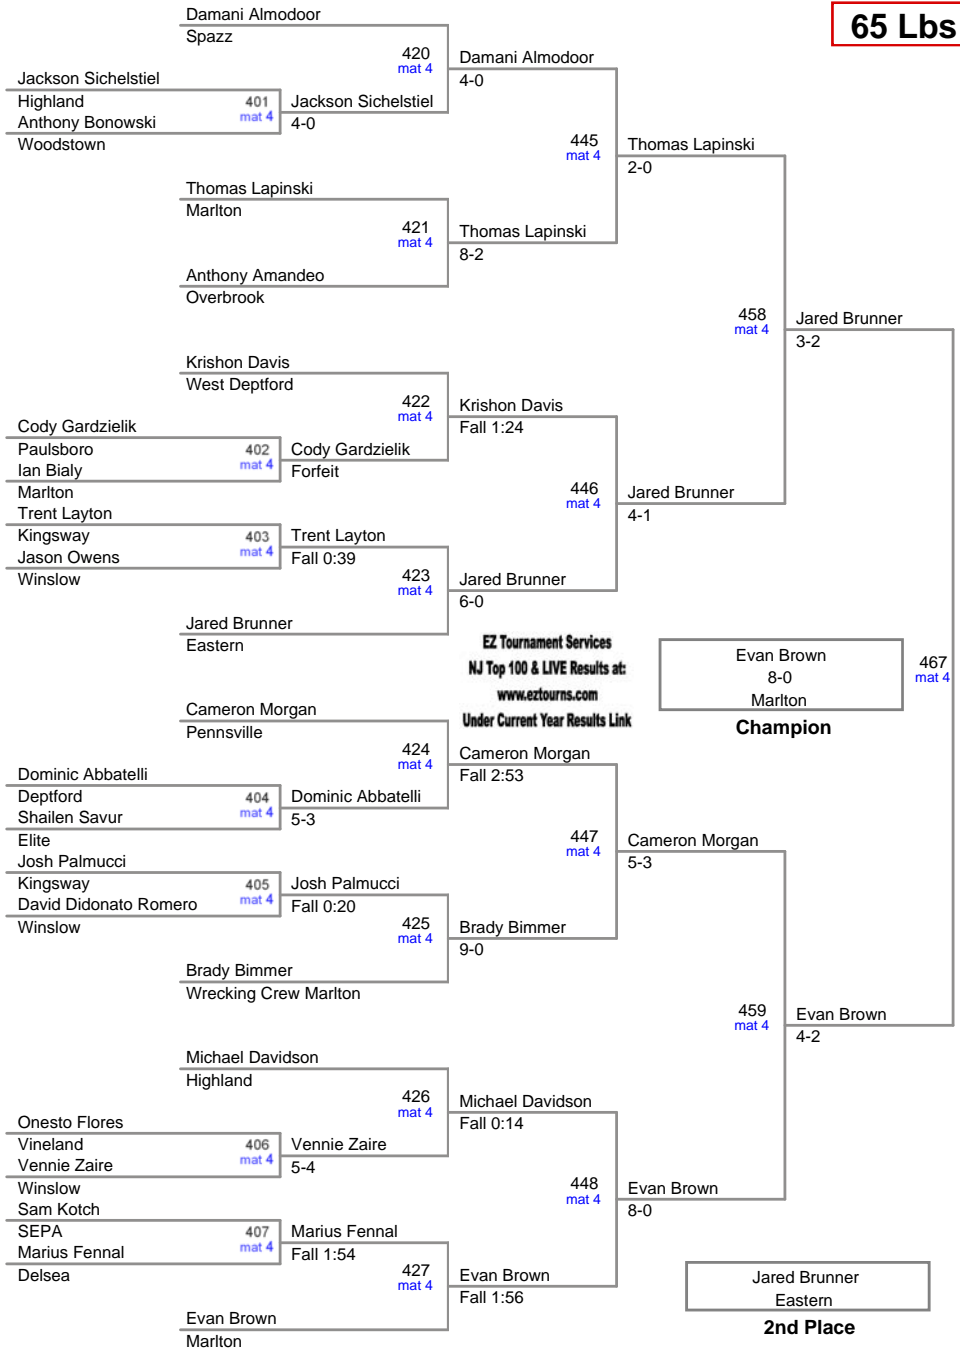 65 Lbs
Damani Almodoor
Spazz
420
mat 4
Damani Almodoor
4-0
Jackson Sichelstiel
Highland
401
mat 4
Jackson Sichelstiel
4-0
Anthony Bonowski
Woodstown
445
mat 4
Thomas Lapinski
2-0
Thomas Lapinski
Marlton
421
mat 4
Thomas Lapinski
8-2
Anthony Amandeo
Overbrook
458
mat 4
Jared Brunner
3-2
Krishon Davis
West Deptford
422
mat 4
Krishon Davis
Fall 1:24
Cody Gardzielik
Paulsboro
402
mat 4
Cody Gardzielik
Forfeit
Ian Bialy
Marlton
446
mat 4
Jared Brunner
4-1
Trent Layton
Kingsway
403
mat 4
Trent Layton
Fall 0:39
Jason Owens
Winslow
423
mat 4
Jared Brunner
6-0
Jared Brunner
Eastern
EZ Tournament Services
NJ Top 100 & LIVE Results at:
www.eztourns.com
Under Current Year Results Link
Evan Brown
8-0
Marlton
Champion
467
mat 4
Cameron Morgan
Pennsville
424
mat 4
Cameron Morgan
Fall 2:53
Dominic Abbatelli
Deptford
404
mat 4
Dominic Abbatelli
5-3
Shailen Savur
Elite
447
mat 4
Cameron Morgan
5-3
Josh Palmucci
Kingsway
405
mat 4
Josh Palmucci
Fall 0:20
David Didonato Romero
Winslow
425
mat 4
Brady Bimmer
9-0
Brady Bimmer
Wrecking Crew Marlton
459
mat 4
Evan Brown
4-2
Michael Davidson
Highland
426
mat 4
Michael Davidson
Fall 0:14
Onesto Flores
Vineland
406
mat 4
Vennie Zaire
5-4
Vennie Zaire
Winslow
448
mat 4
Evan Brown
8-0
Sam Kotch
SEPA
407
mat 4
Marius Fennal
Fall 1:54
Marius Fennal
Delsea
427
mat 4
Evan Brown
Fall 1:56
Evan Brown
Marlton
Jared Brunner
Eastern
2nd Place